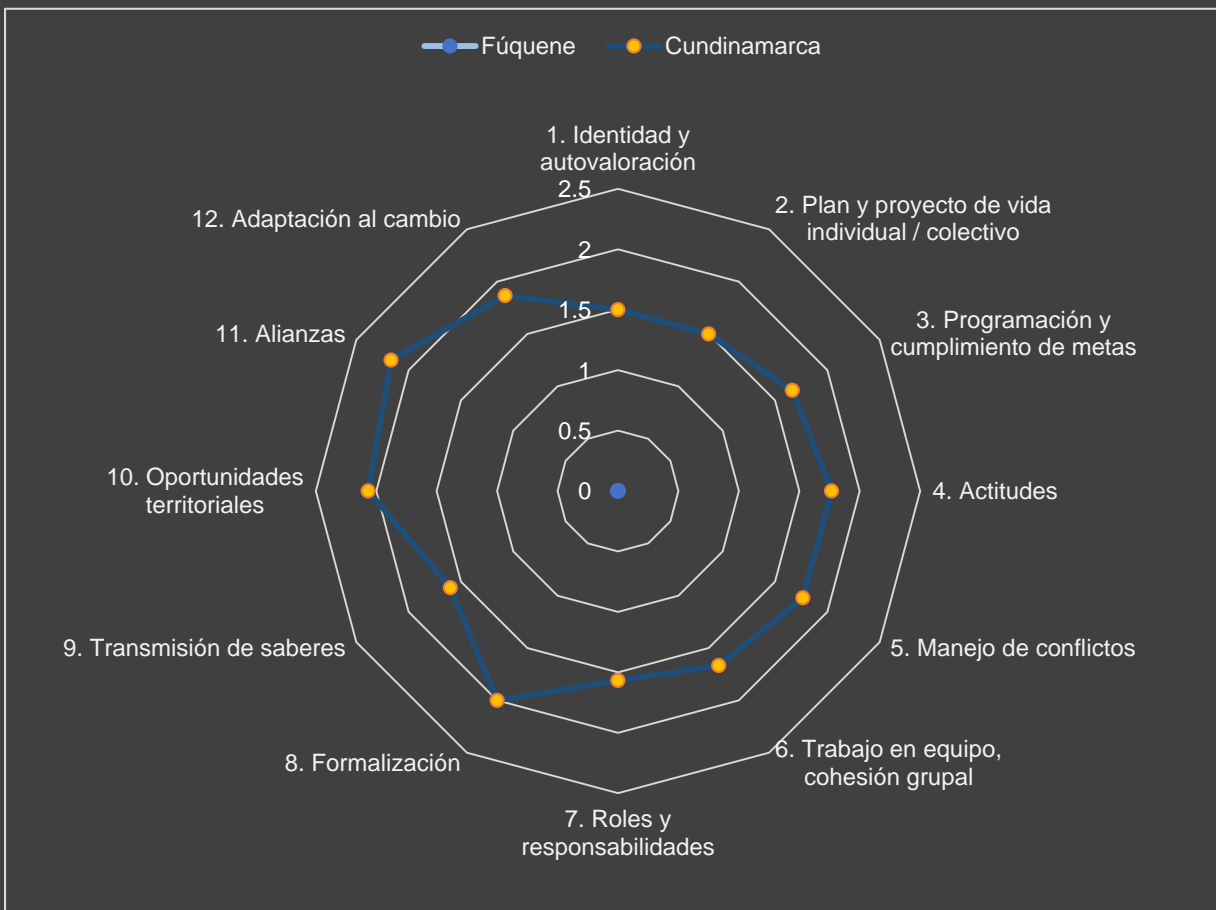 Fúquene
Cundinamarca
1. Identidad y
autovaloración
2. Plan y proyecto de vida
individual / colectivo
3. Programación y
cumplimiento de metas
4. Actitudes
5. Manejo de conflictos
6. Trabajo en equipo,
cohesión grupal
7. Roles y
responsabilidades
8. Formalización
9. Transmisión de saberes
10. Oportunidades
territoriales
11. Alianzas
12. Adaptación al cambio
2.5
2
1.5
1
0.5
0